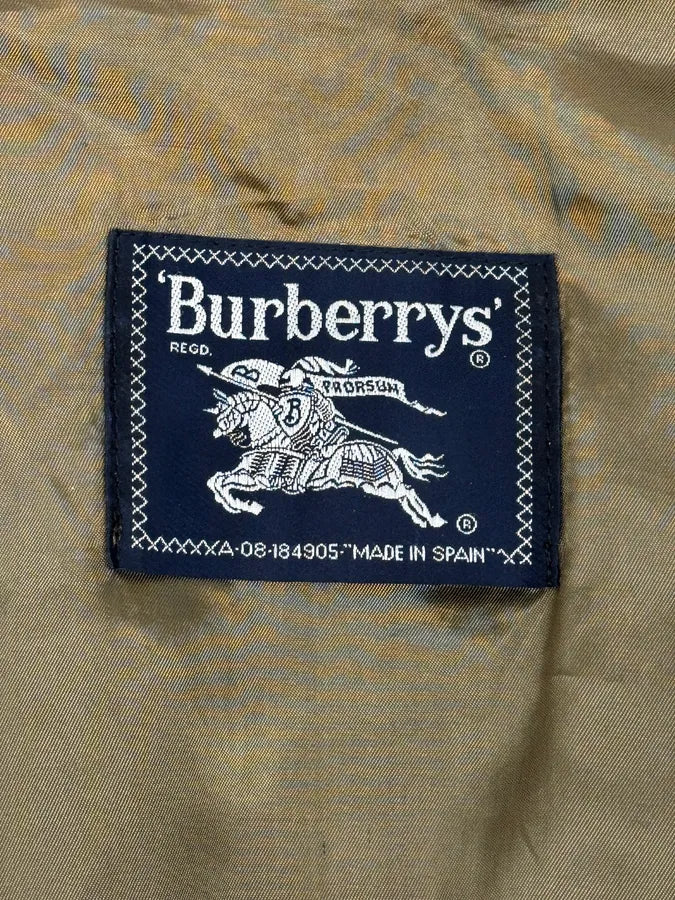 'Burberrys'
®
REGD.
B PRORSUM
B
®
A-08-184905-"MADE IN SPAIN"